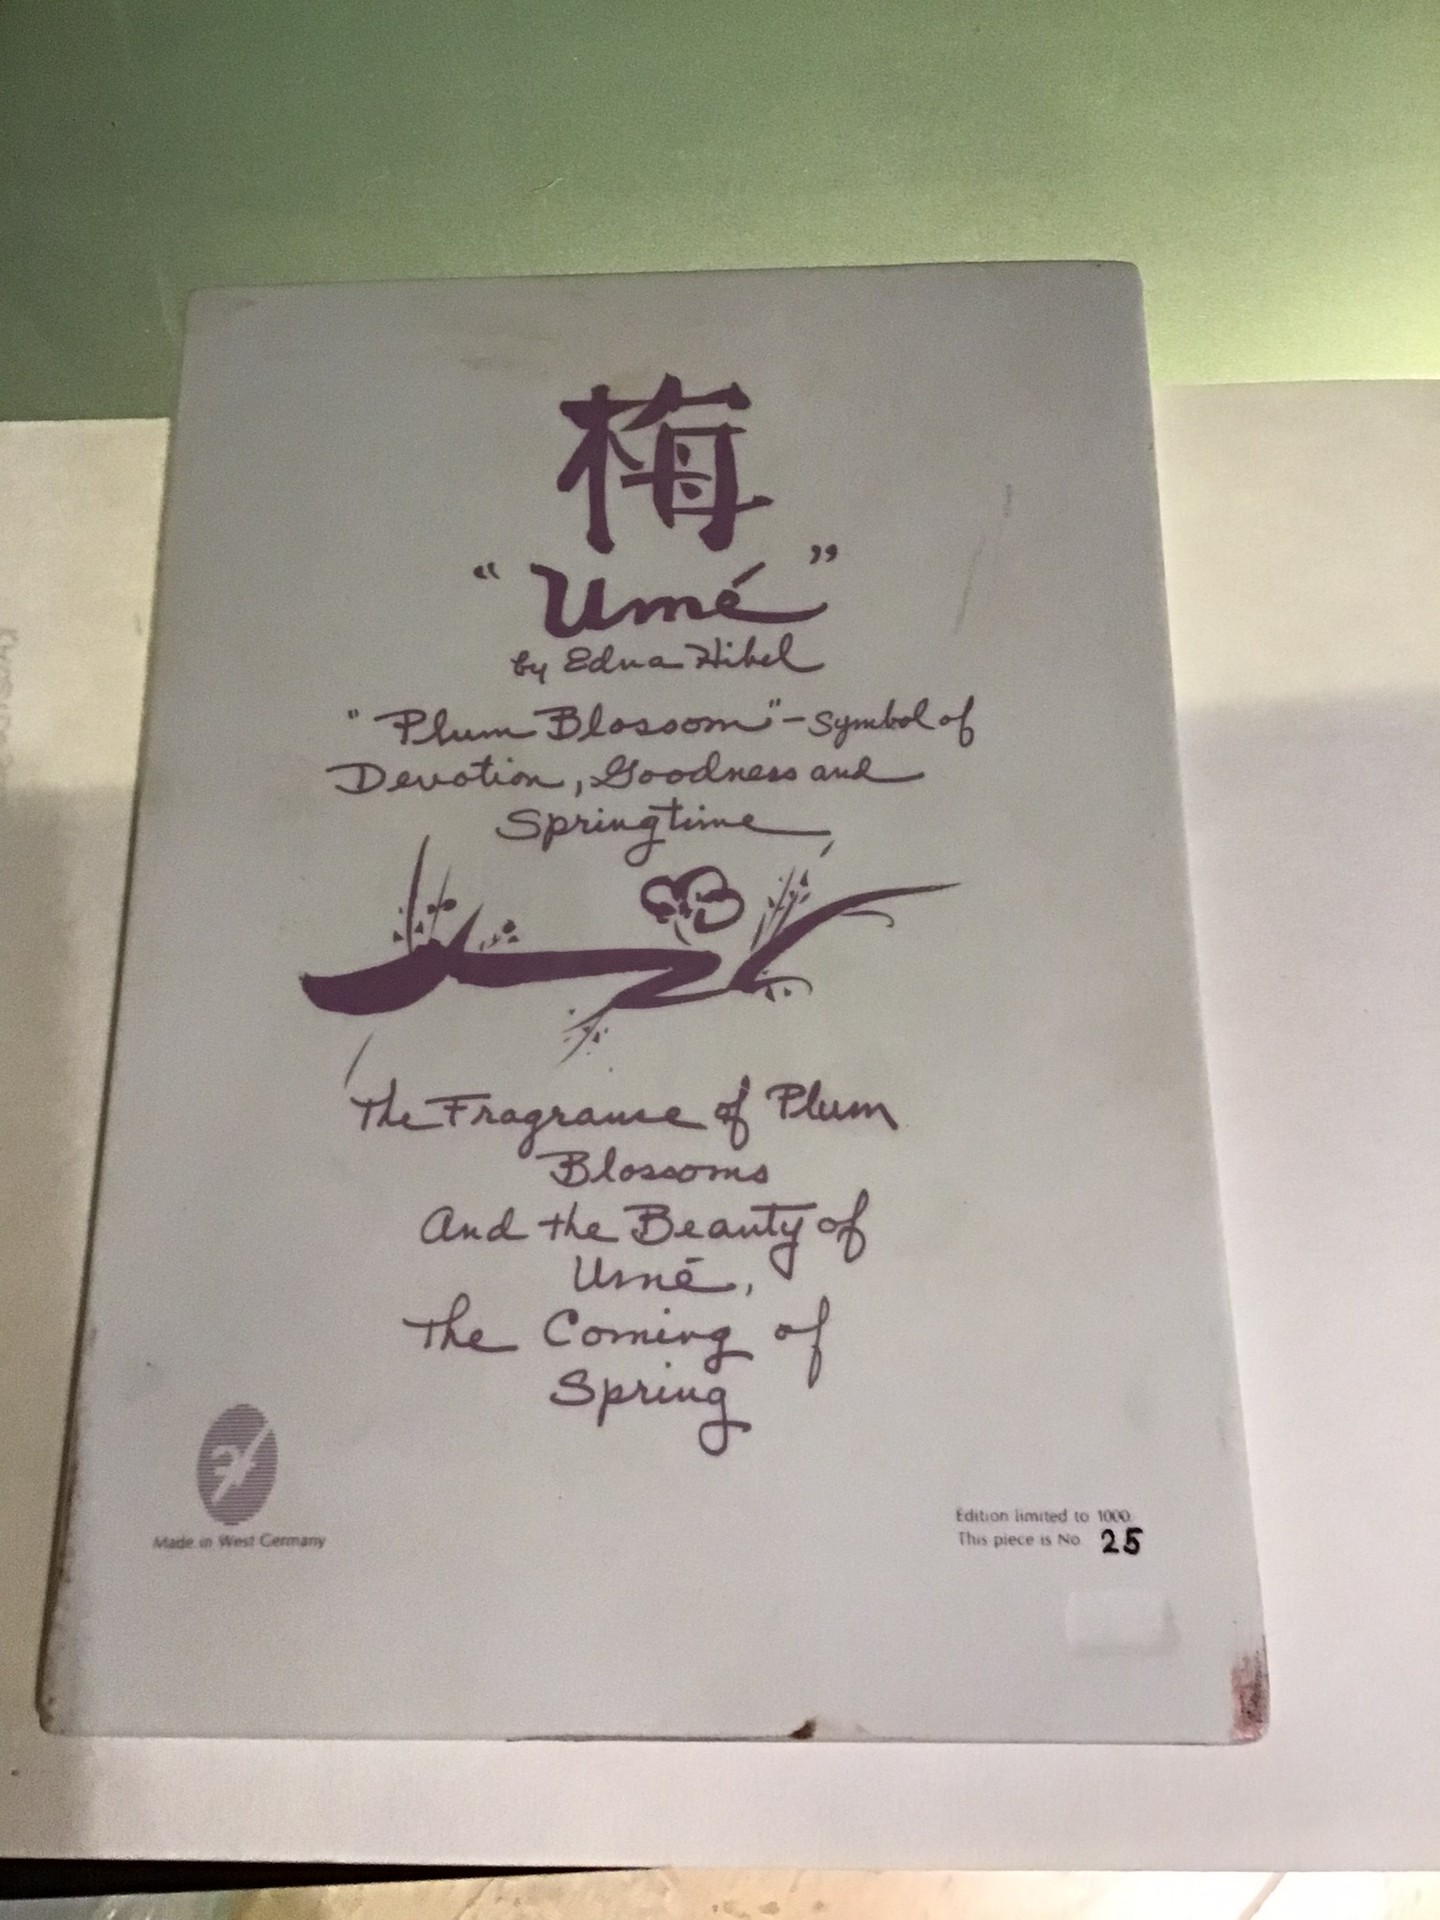 梅
"Umé"
by Edna Hibel
"Plum Blossom" - Symbol of
Devotion, Goodness and
Springtime
The Fragrance of Plum
Blossoms
And the Beauty of
Umé,
The Coming of
Spring
Made in West Germany
Edition limited to 1000
This piece is No 25